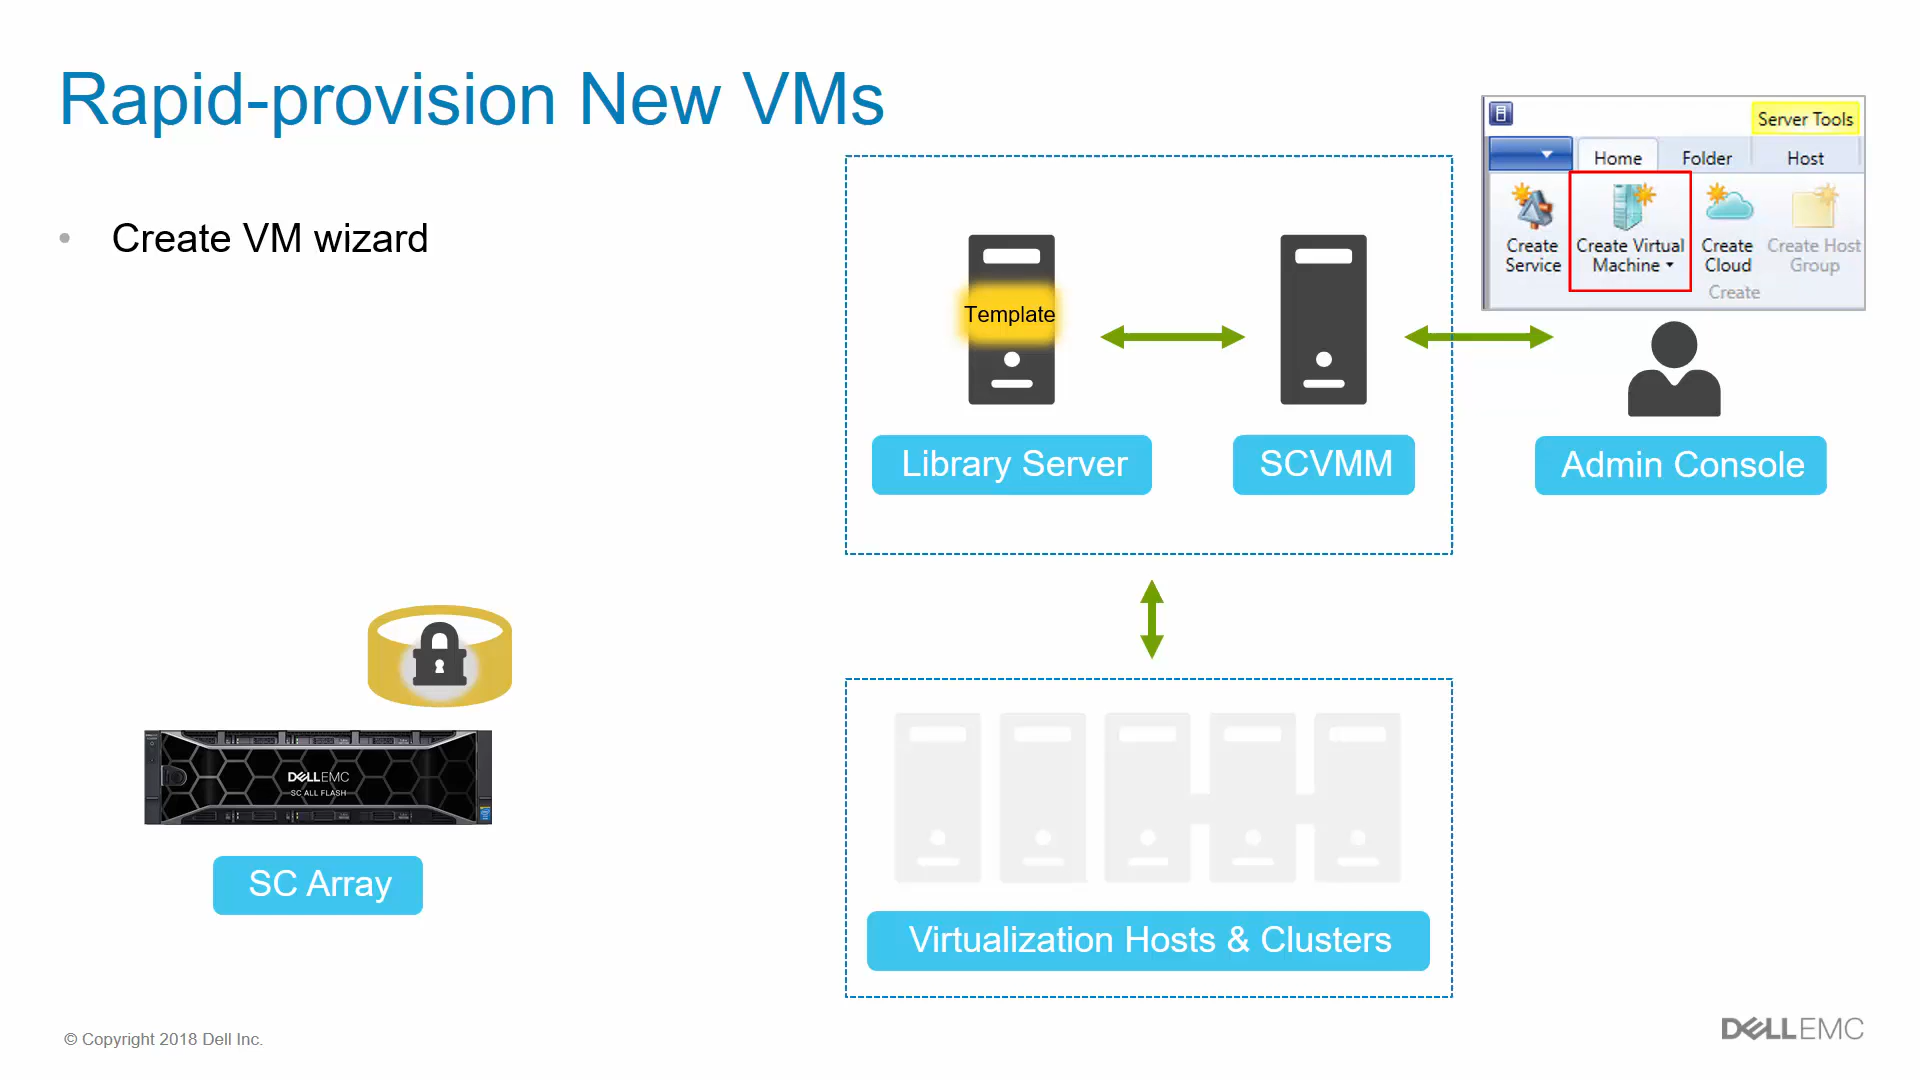 Rapid-provision New VMs
• Create VM wizard
Server Tools
Home
Folder
Host
Create
Service
Create Virtual
Machine
Create
Cloud
Create Host
Group
Create
Template
Library Server
SCVMM
Admin Console
DELLEMC
SC ALL FLASH
SC Array
Virtualization Hosts & Clusters
© Copyright 2018 Dell Inc.
DELLEMC